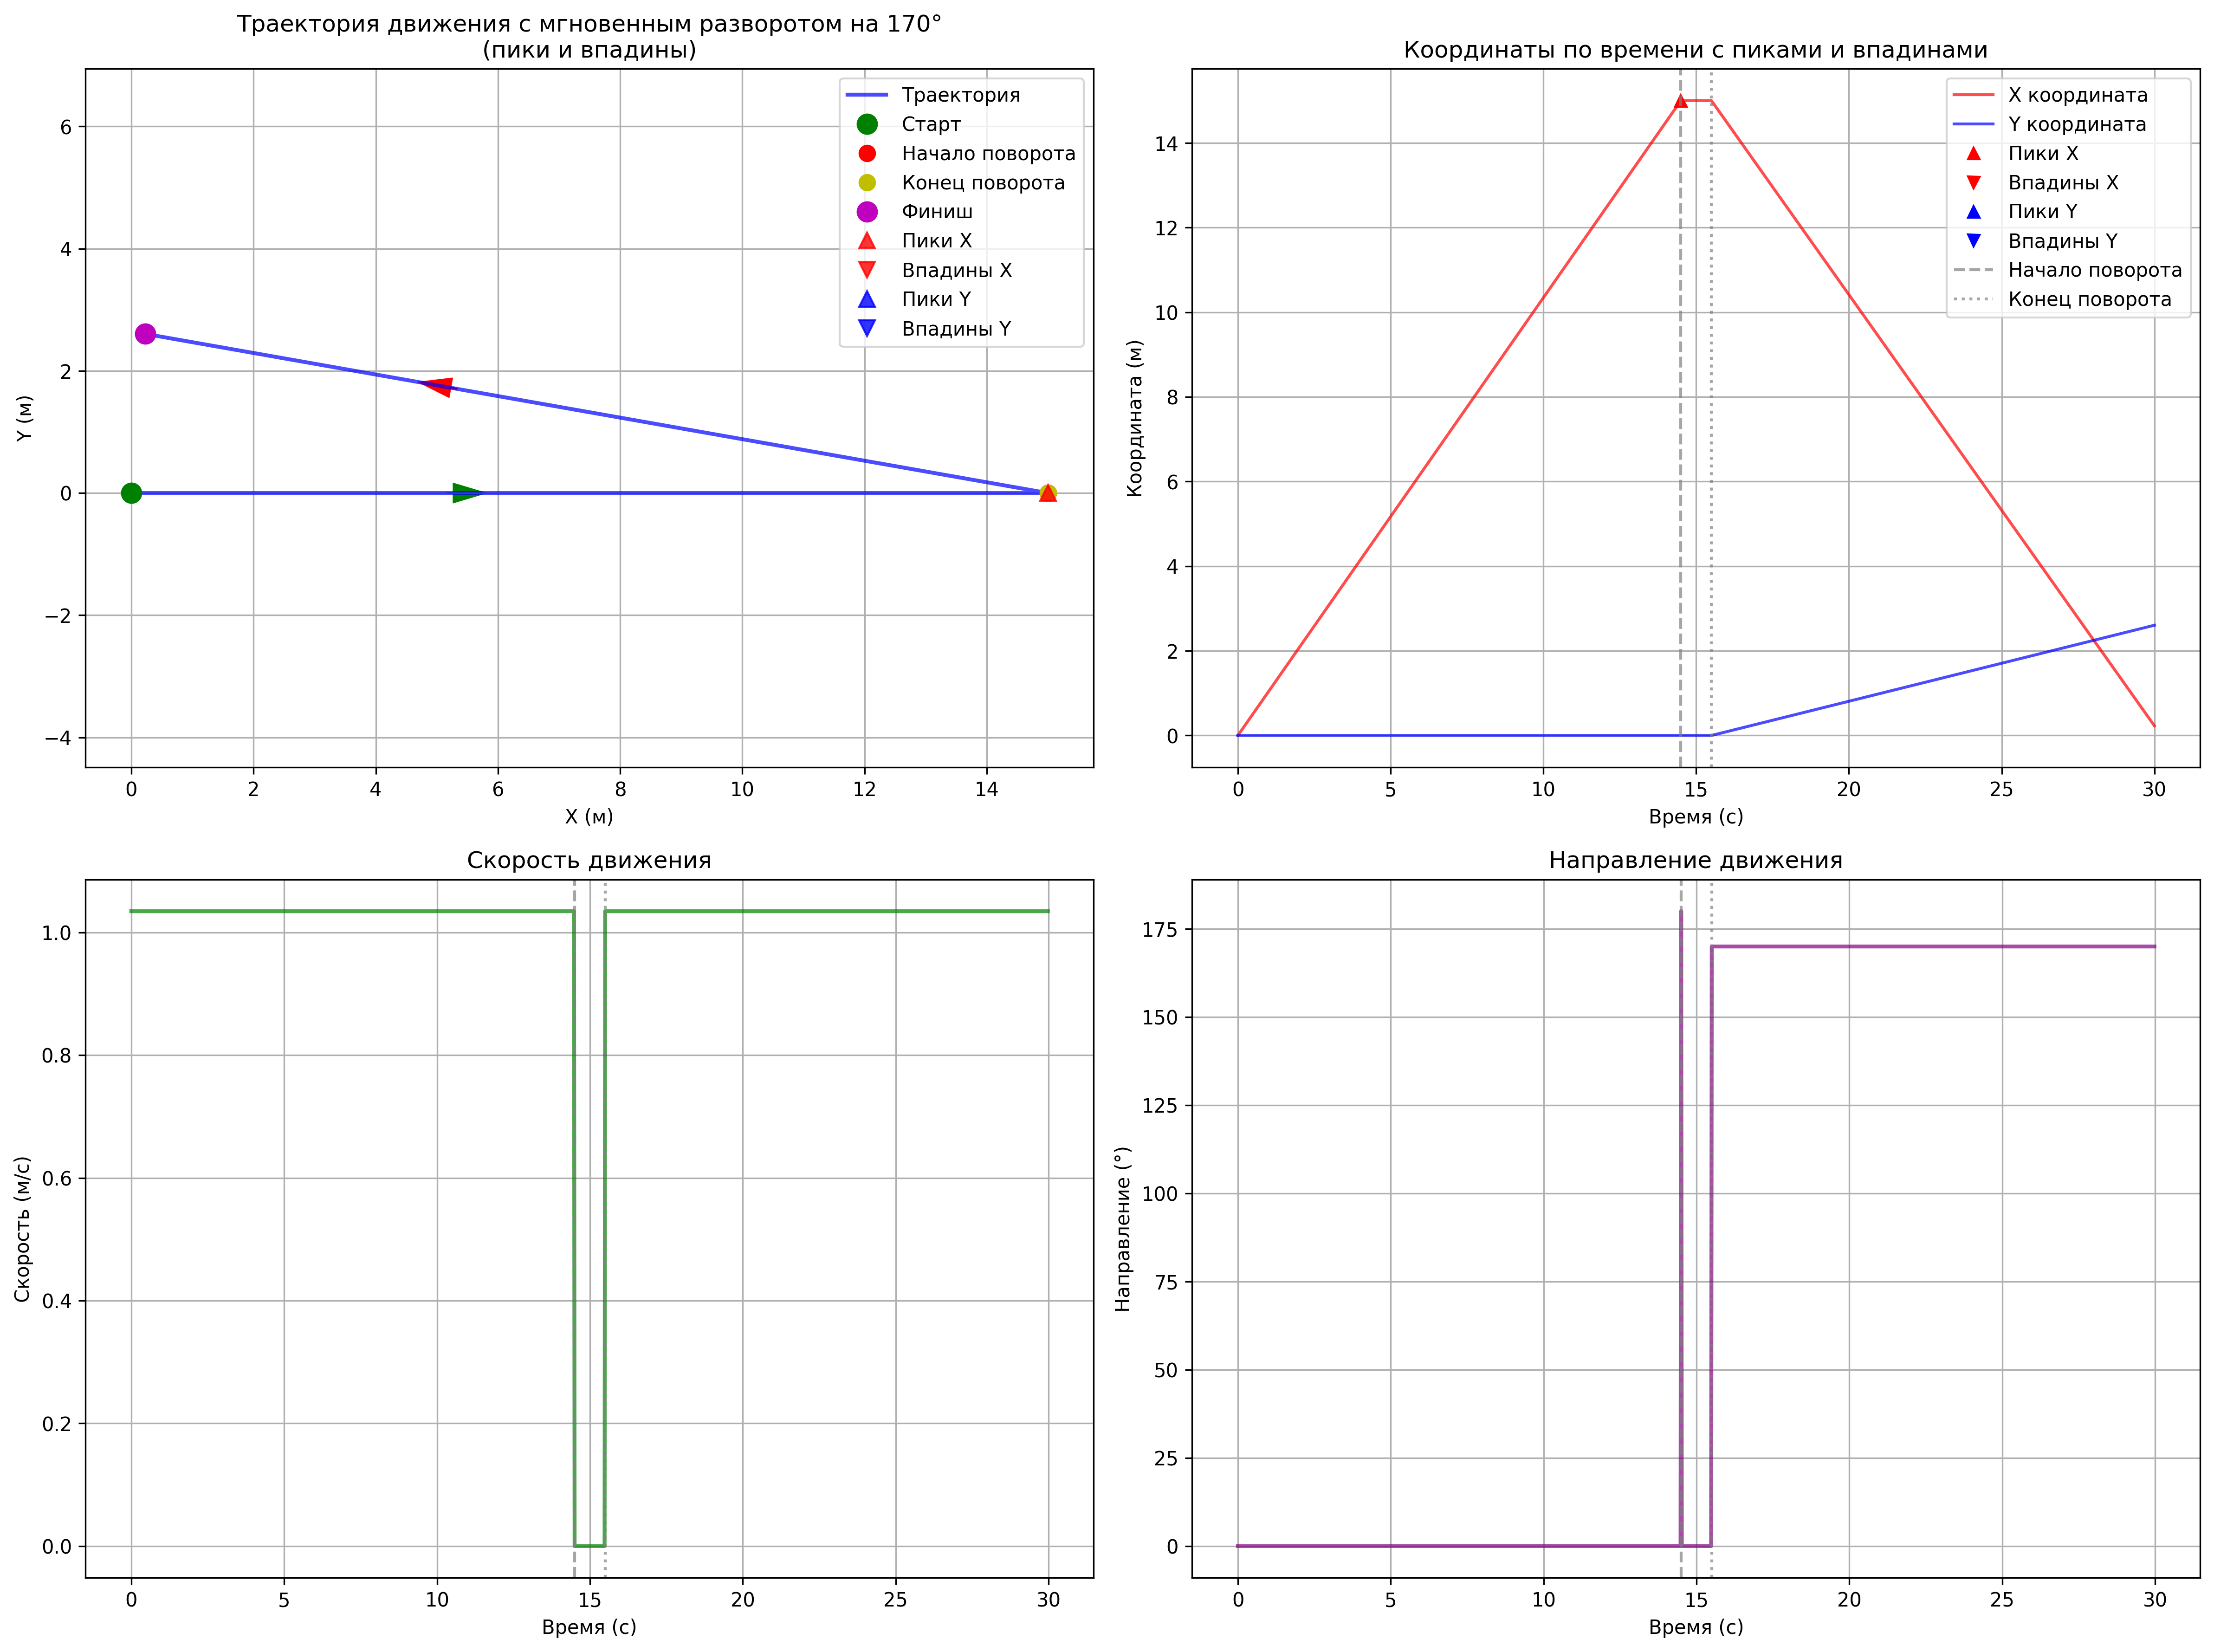 Траектория движения с мгновенным разворотом на 170°
(пики и впадины)
Траектория
Старт
Начало поворота
Конец поворота
Финиш
Пики X
Впадины X
Пики Y
Впадины Y
6
4
2
0
−2
−4
Y (м)
0 2 4 6 8 10 12 14
X (м)
Координаты по времени с пиками и впадинами
X координата
Y координата
Пики X
Впадины X
Пики Y
Впадины Y
Начало поворота
Конец поворота
14
12
10
8
6
4
2
0
Координата (м)
0 5 10 15 20 25 30
Время (с)
Скорость движения
1.0
0.8
0.6
0.4
0.2
0.0
Скорость (м/с)
0 5 10 15 20 25 30
Время (с)
Направление движения
175
150
125
100
75
50
25
0
Направление (°)
0 5 10 15 20 25 30
Время (с)